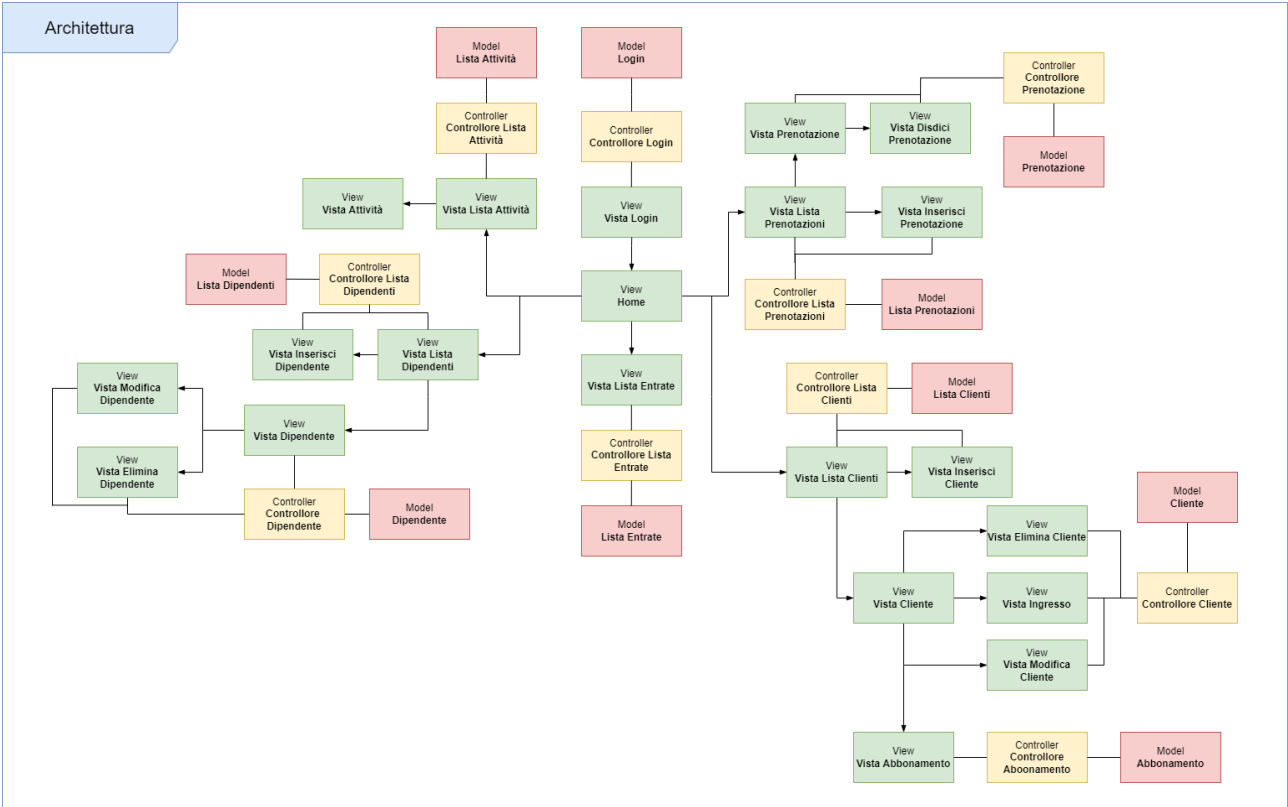 Architettura
Model
Lista Attività
Model
Login
Controller
Controllore Lista
Attività
Controller
Controllore Login
View
Vista Attività
View
Vista Lista Attività
View
Vista Login
View
Home
Controller
Controllore Prenotazione
Model
Prenotazione
View
Vista Prenotazione
View
Vista Disdici
Prenotazione
View
Vista Lista
Prenotazioni
View
Vista Inserisci
Prenotazione
Controller
Controllore Lista
Prenotazioni
Model
Lista Prenotazioni
Model
Lista Dipendenti
Controller
Controllore Lista
Dipendenti
View
Vista Inserisci
Dipendente
View
Vista Lista
Dipendenti
View
Vista Modifica
Dipendente
View
Vista Dipendente
View
Vista Elimina
Dipendente
Controller
Controllore
Dipendente
Model
Dipendente
View
Vista Lista Entrate
Controller
Controllore Lista
Entrate
Model
Lista Entrate
Controller
Controllore Lista
Clienti
Model
Lista Clienti
View
Vista Lista Clienti
View
Vista Inserisci
Cliente
Model
Cliente
View
Vista Elimina Cliente
View
Vista Cliente
View
Vista Ingresso
Controller
Controllore Cliente
View
Vista Modifica
Cliente
View
Vista Abbonamento
Controller
Controllore
Aboonamento
Model
Abbonamento